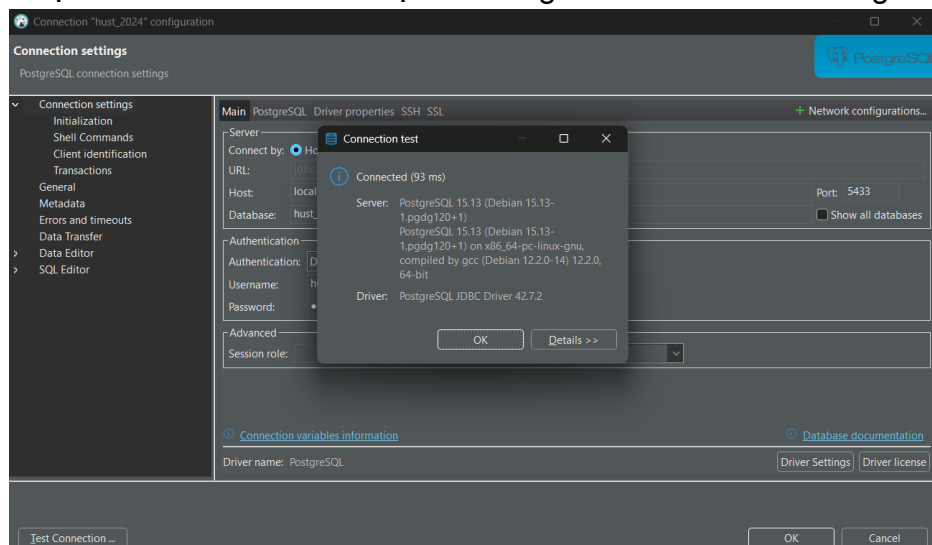 Connection "hust_2024" configuration
Connection settings
PostgreSQL connection settings
PostgreSQL
Connection settings
Initialization
Shell Commands
Client identification
Transactions
General
Metadata
Errors and timeouts
Data Transfer
Data Editor
SQL Editor
Main PostgreSQL Driver properties SSH SSL
+ Network configurations...
Server
Connect by:
URL:
Host: local Port: 5433
Database: hust_ Show all databases
Authentication
Authentication:
Username:
Password:
Advanced
Session role:
Connection test
Connected (93 ms)
Server: PostgreSQL 15.13 (Debian 15.13-
1.pgdg120+1)
PostgreSQL 15.13 (Debian 15.13-
1.pgdg120+1) on x86_64-pc-linux-gnu,
compiled by gcc (Debian 12.2.0-14) 12.2.0,
64-bit
Driver: PostgreSQL JDBC Driver 42.7.2
OK Details >>
Connection variables information Database documentation
Driver name: PostgreSQL Driver Settings Driver license
Test Connection ... OK Cancel